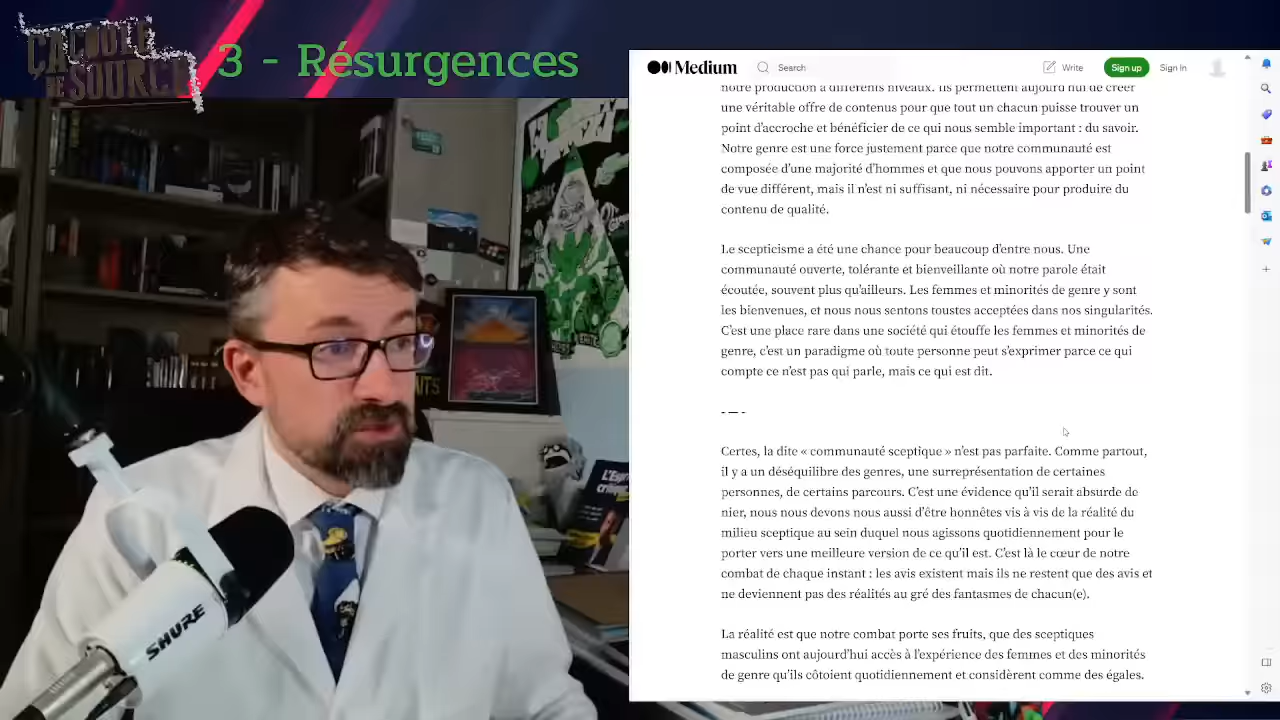 ÇA COULE
DE SOURCE
3 - Résurgences
Medium
Search
Write
Sign up
Sign In
notre production à différents niveaux. Ils permettent aujourd'hui de créer
une véritable offre de contenus pour que tout un chacun puisse trouver un
point d'accroche et bénéficier de ce qui nous semble important : du savoir.
Notre genre est une force justement parce que notre communauté est
composée d'une majorité d'hommes et que nous pouvons apporter un point
de vue différent, mais il n'est ni suffisant, ni nécessaire pour produire du
contenu de qualité.
Le scepticisme a été une chance pour beaucoup d'entre nous. Une
communauté ouverte, tolérante et bienveillante où notre parole était
écoutée, souvent plus qu'ailleurs. Les femmes et minorités de genre y sont
les bienvenues, et nous nous sentons toustes acceptées dans nos singularités.
C'est une place rare dans une société qui étouffe les femmes et minorités de
genre, c'est un paradigme où toute personne peut s'exprimer parce ce qui
compte ce n'est pas qui parle, mais ce qui est dit.
- — -
Certes, la dite « communauté sceptique » n'est pas parfaite. Comme partout,
il y a un déséquilibre des genres, une surreprésentation de certaines
personnes, de certains parcours. C'est une évidence qu'il serait absurde de
nier, nous nous devons nous aussi d'être honnêtes vis à vis de la réalité du
milieu sceptique au sein duquel nous agissons quotidiennement pour le
porter vers une meilleure version de ce qu'il est. C'est là le cœur de notre
combat de chaque instant : les avis existent mais ils ne restent que des avis et
ne deviennent pas des réalités au gré des fantasmes de chacun(e).
La réalité est que notre combat porte ses fruits, que des sceptiques
masculins ont aujourd'hui accès à l'expérience des femmes et des minorités
de genre qu'ils côtoient quotidiennement et considèrent comme des égales.
SHURE